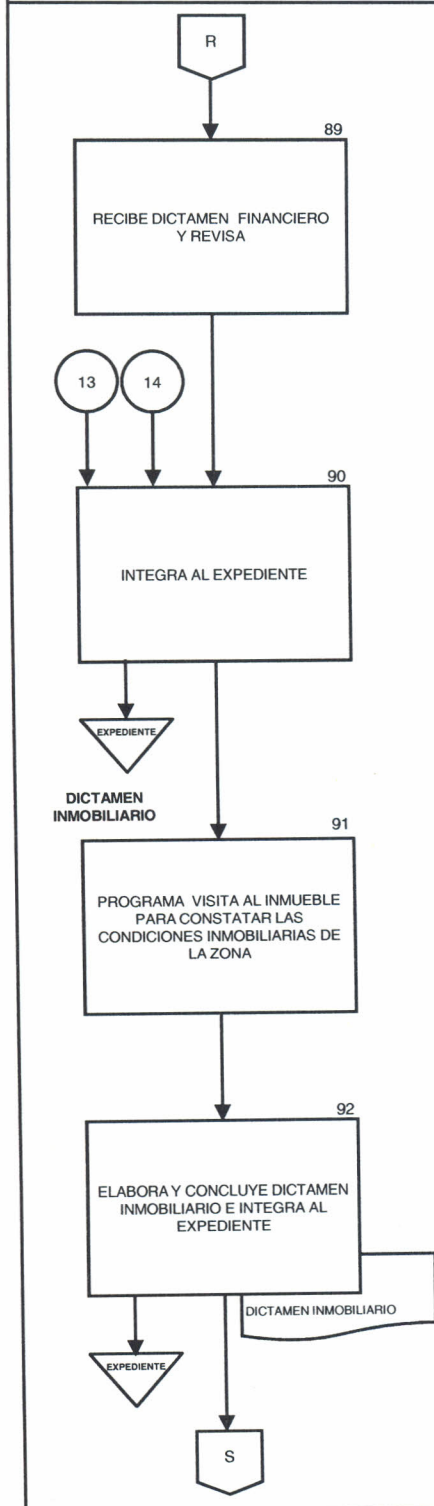 R
89
RECIBE DICTAMEN FINANCIERO
Y REVISA
13
14
90
INTEGRA AL EXPEDIENTE
EXPEDIENTE
DICTAMEN
INMOBILIARIO
91
PROGRAMA VISITA AL INMUEBLE
PARA CONSTATAR LAS
CONDICIONES INMOBILIARIAS DE
LA ZONA
92
ELABORA Y CONCLUYE DICTAMEN
INMOBILIARIO E INTEGRA AL
EXPEDIENTE
DICTAMEN INMOBILIARIO
EXPEDIENTE
S